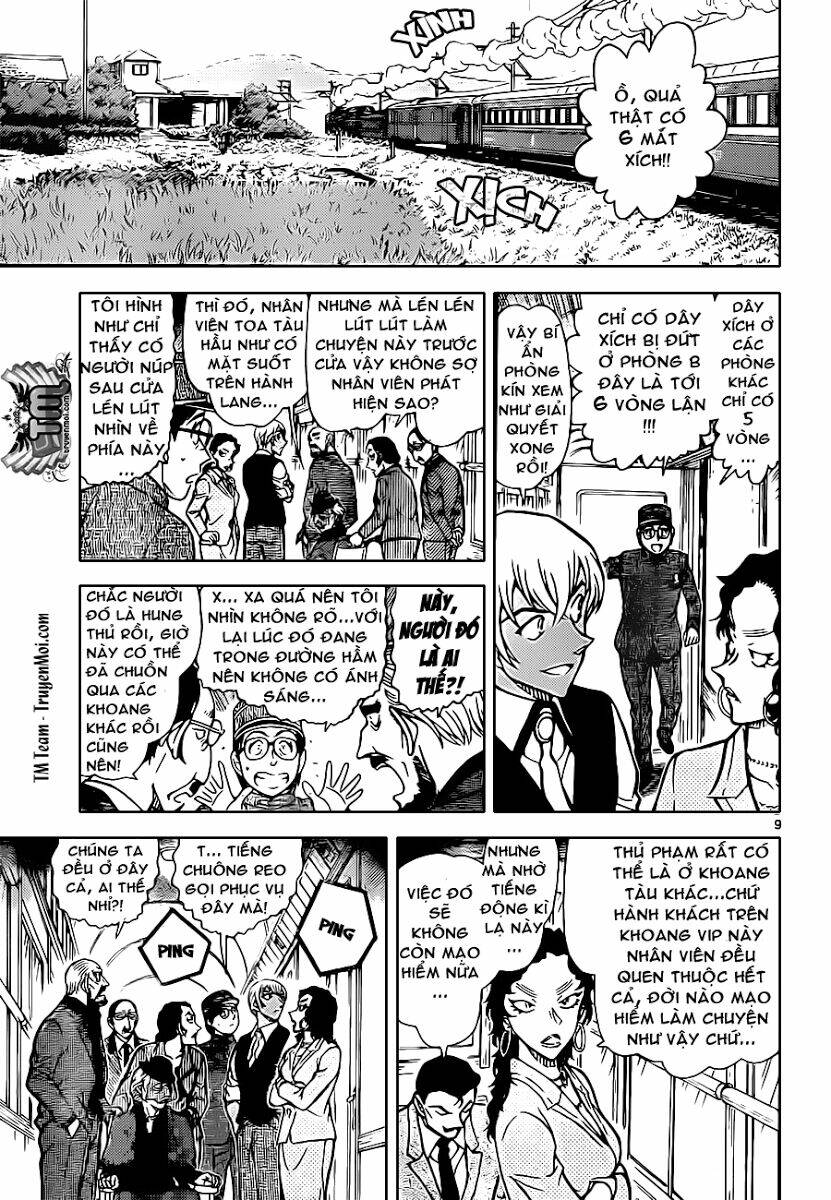 XÌNH
Ồ, QUẢ
THẬT CÓ
6 MẮT
XÍCH!!
XỊCH
DÂY
XÍCH Ở
CÁC
PHÒNG
KHÁC
CHỈ CÓ
5
VÒNG...
CHỈ CÓ DÂY
XÍCH BỊ ĐỨT
Ở PHÒNG B
ĐÂY LÀ TỚI
6 VÒNG LẬN
!!!
VẬY BÍ
ẨN
PHÒNG
KÍN XEM
NHƯ GIẢI
QUYẾT
XONG
RỒI!
NHƯNG MÀ LÉN LÉN
LÚT LÚT LÀM
CHUYỆN NÀY TRƯỚC
CỬA VẬY KHÔNG SỢ
NHÂN VIÊN PHÁT
HIỆN SAO?
THÌ ĐÓ, NHÂN
VIÊN TOA TÀU
HẦU NHƯ CÓ
MẶT SUỐT
TRÊN HÀNH
LANG...
TÔI HÌNH
NHƯ CHỈ
THẤY CÓ
NGƯỜI NÚP
SAU CỬA
LÉN LÚT
NHÌN VỀ
PHÍA NÀY
...
TM
truyenmoi.com
NÀY,
NGƯỜI ĐÓ
LÀ AI
THẾ?!
X... XA QUÁ NÊN TÔI
NHÌN KHÔNG RÕ...VỚI
LẠI LÚC ĐÓ ĐANG
TRONG ĐƯỜNG HẦM
NÊN KHÔNG CÓ ÁNH
SÁNG...
CHẮC NGƯỜI
ĐÓ LÀ HUNG
THỦ RỒI, GIỜ
NÀY CÓ THỂ
ĐÃ CHUỒN
QUA CÁC
KHOANG
KHÁC RỒI
CŨNG
NÊN!
TM Team - TruyenMoi.com
9
THỦ PHẠM RẤT CÓ
THỂ LÀ Ở KHOANG
TÀU KHÁC...CHỨ
HÀNH KHÁCH TRÊN
KHOANG VIP NÀY
NHÂN VIÊN ĐỀU
QUEN THUỘC HẾT
CẢ, ĐỜI NÀO MẠO
HIỂM LÀM CHUYỆN
NHƯ VẬY CHỨ...
NHƯNG
MÀ NHỜ
TIẾNG
ĐỘNG KÌ
LẠ NÀY
...
VIỆC ĐÓ
SẼ
KHÔNG
CÒN MẠO
HIỂM NỮA
...
PING
T... TIẾNG
CHUÔNG REO
GỌI PHỤC VỤ
ĐÂY MÀ!
PING
CHÚNG TA
ĐỀU Ở ĐÂY
CẢ, AI THẾ
NHỈ?!